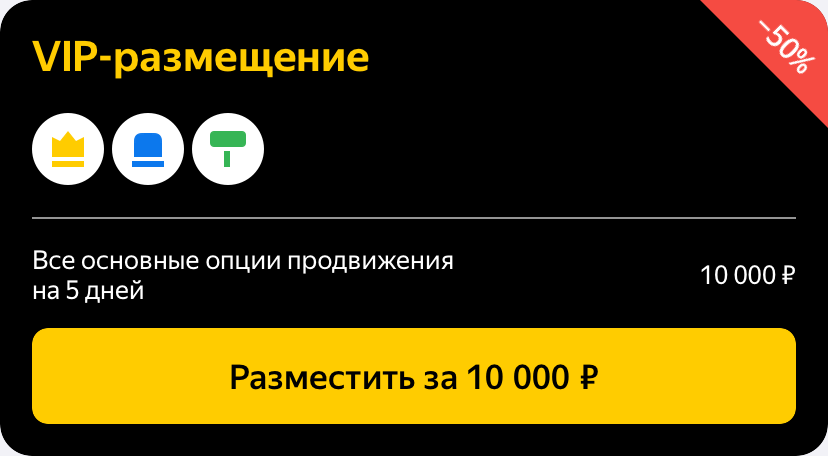 VIP-размещение
-50%
Все основные опции продвижения
на 5 дней
10 000 ₽
Разместить за 10 000 ₽